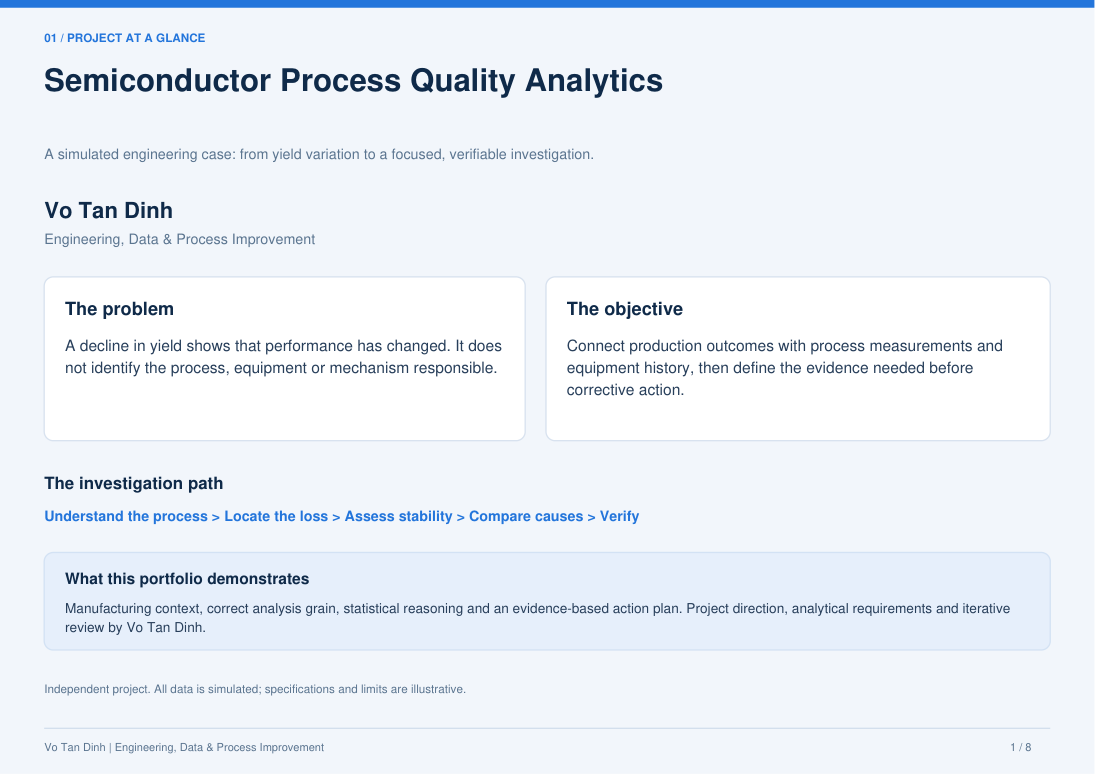 01 / PROJECT AT A GLANCE
Semiconductor Process Quality Analytics
A simulated engineering case: from yield variation to a focused, verifiable investigation.
Vo Tan Dinh
Engineering, Data & Process Improvement
The problem
A decline in yield shows that performance has changed. It does
not identify the process, equipment or mechanism responsible.
The objective
Connect production outcomes with process measurements and
equipment history, then define the evidence needed before
corrective action.
The investigation path
Understand the process > Locate the loss > Assess stability > Compare causes > Verify
What this portfolio demonstrates
Manufacturing context, correct analysis grain, statistical reasoning and an evidence-based action plan. Project direction, analytical requirements and iterative
review by Vo Tan Dinh.
Independent project. All data is simulated; specifications and limits are illustrative.
Vo Tan Dinh | Engineering, Data & Process Improvement
1 / 8